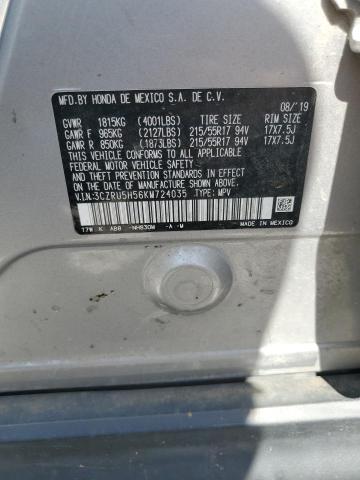 MFD.BY HONDA DE MEXICO S.A. DE C.V.
08/'19
GVWR 1815KG (4001LBS) TIRE SIZE RIM SIZE
GAWR F 965KG (2127LBS) 215/55R17 94V 17X7.5J
GAWR R 850KG (1873LBS) 215/55R17 94V 17X7.5J
THIS VEHICLE CONFORMS TO ALL APPLICABLE
FEDERAL MOTOR VEHICLE SAFETY AND
THEFT PREVENTION STANDARDS IN EFFECT ON
THE DATE OF MANUFACTURE SHOWN ABOVE.
V.I.N:3CZRU5H56KM724035 TYPE: MPV
T7W K ABB -NH830M -A -M
MADE IN MEXICO